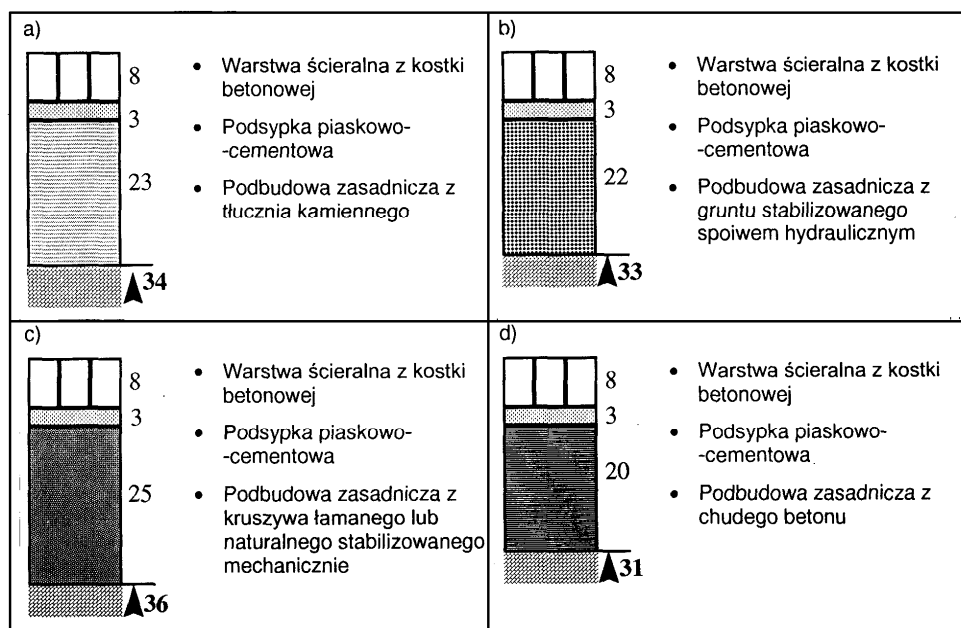 a)
8
3
23
34
• Warstwa ścieralna z kostki
betonowej
• Podsypka piaskowo-
-cementowa
• Podbudowa zasadnicza z
tłucznia kamiennego
b)
8
3
22
33
• Warstwa ścieralna z kostki
betonowej
• Podsypka piaskowo-
-cementowa
• Podbudowa zasadnicza z
gruntu stabilizowanego
spoiwem hydraulicznym
c)
8
3
25
36
• Warstwa ścieralna z kostki
betonowej
• Podsypka piaskowo-
-cementowa
• Podbudowa zasadnicza z
kruszywa łamanego lub
naturalnego stabilizowanego
mechanicznie
d)
8
3
20
31
• Warstwa ścieralna z kostki
betonowej
• Podsypka piaskowo-
-cementowa
• Podbudowa zasadnicza z
chudego betonu